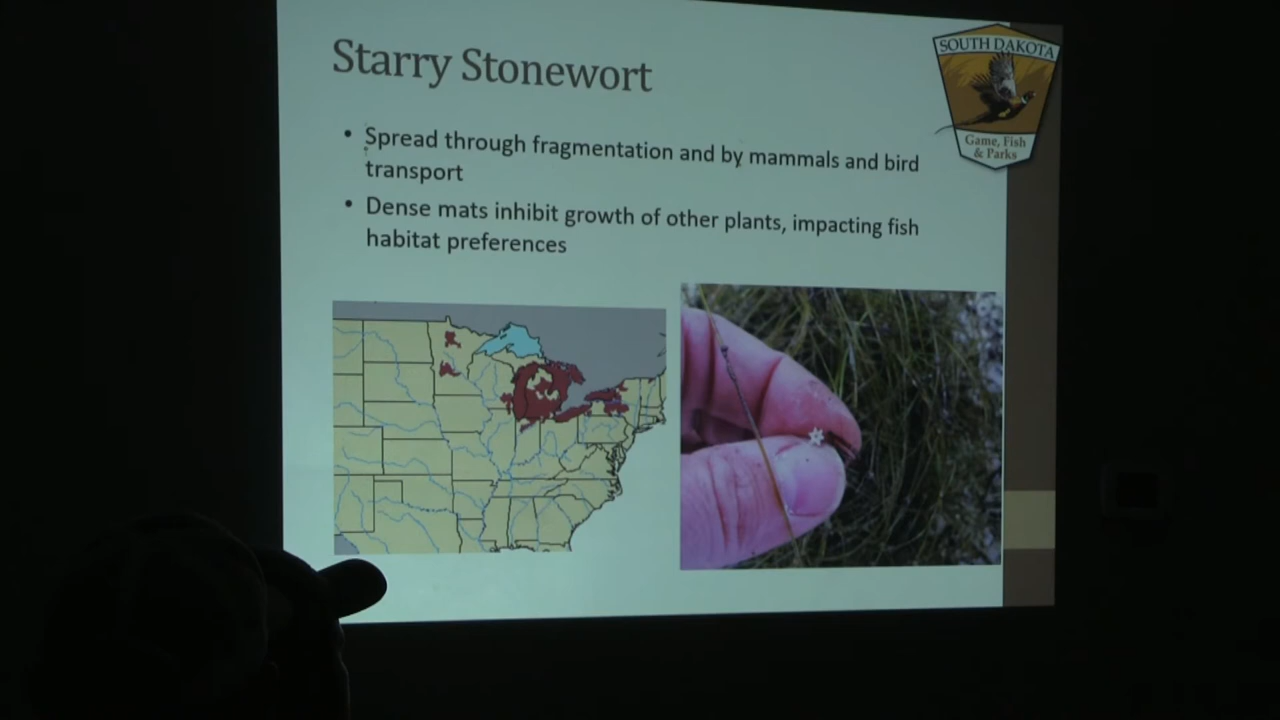 Starry Stonewort
SOUTH DAKOTA
Game, Fish
& Parks
• Spread through fragmentation and by mammals and bird
transport
• Dense mats inhibit growth of other plants, impacting fish
habitat preferences